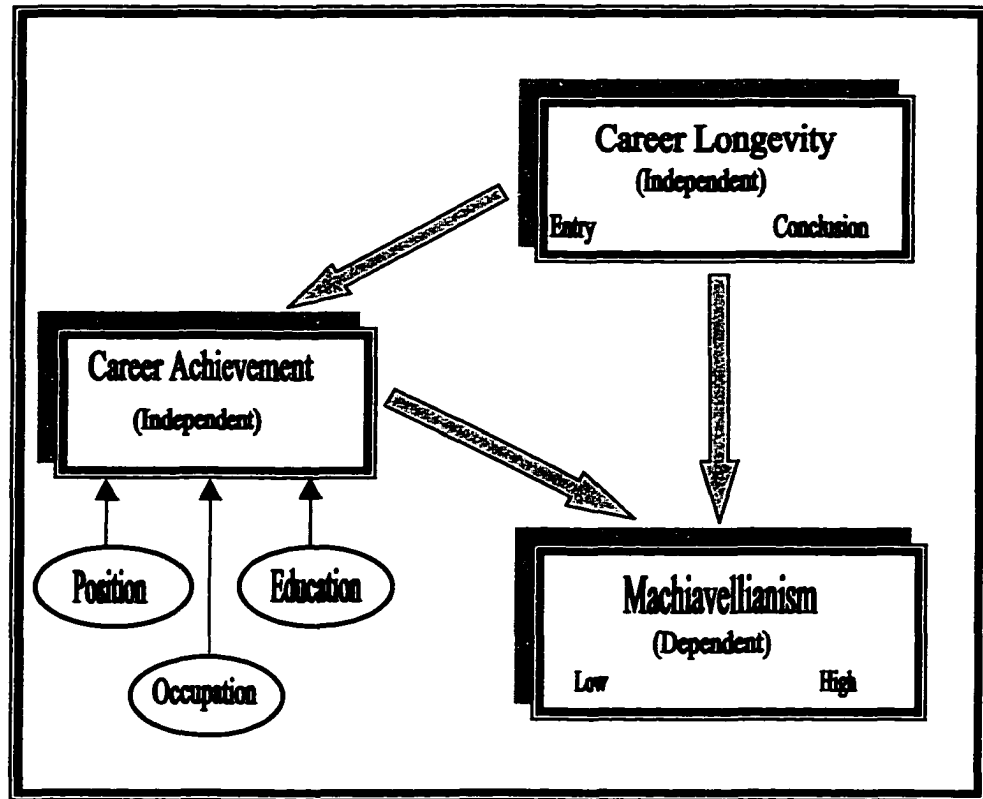 Career Longevity
(Independent)
Entry Conclusion
Career Achievement
(Independent)
Position
Education
Occupation
Machiavellianism
(Dependent)
Low High